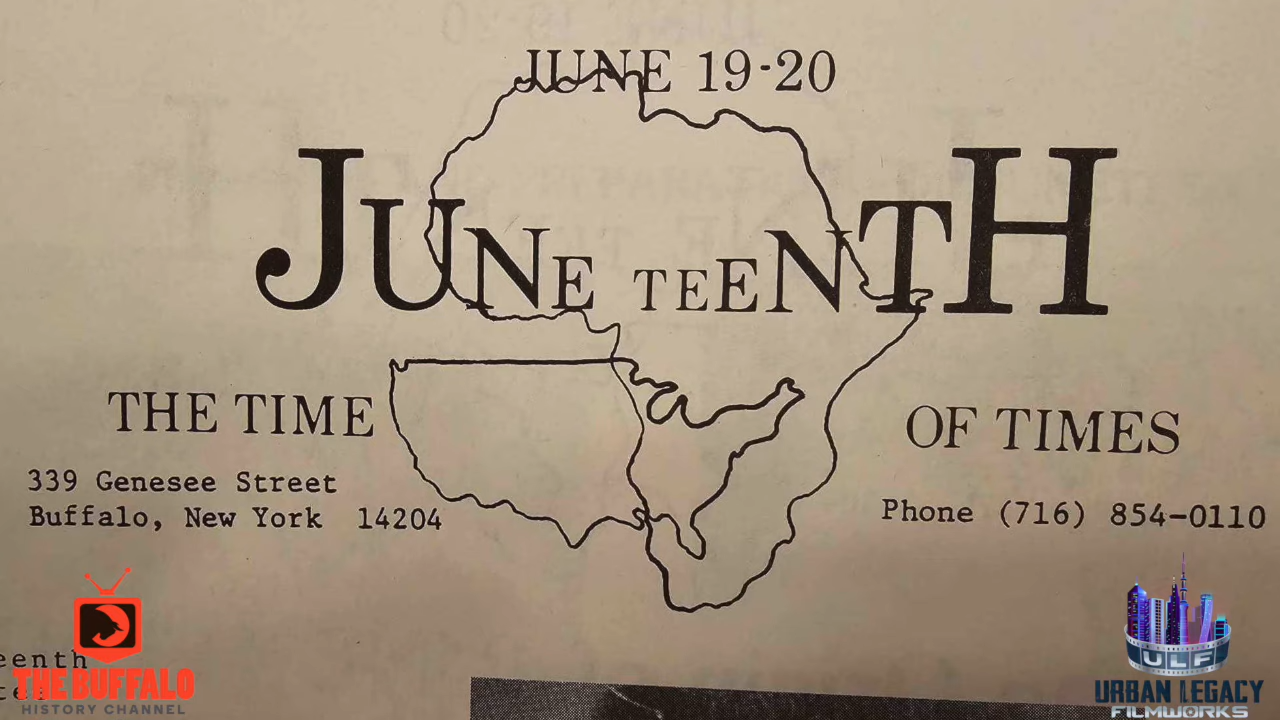 JUNE 19-20
JUNE TEENTH
THE TIME OF TIMES
339 Genesee Street
Buffalo, New York 14204
Phone (716) 854-0110
eenth
THE BUFFALO
HISTORY CHANNEL
ULF
URBAN LEGACY
FILMWORKS